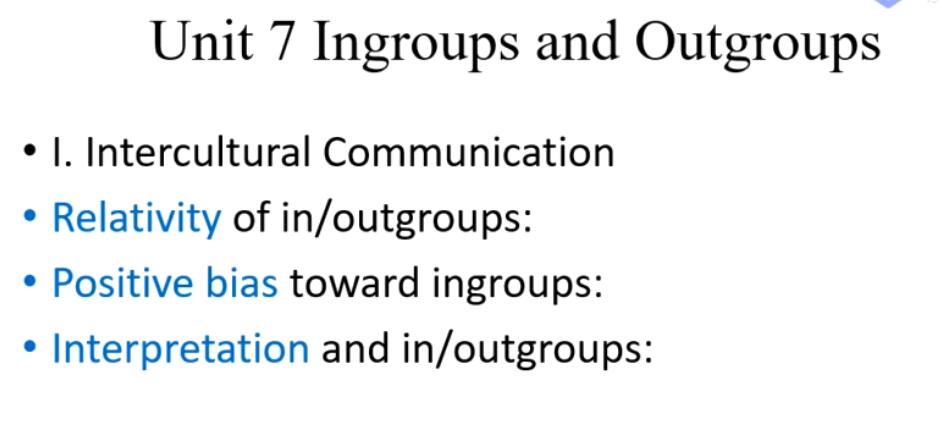 Unit 7 Ingroups and Outgroups
• I. Intercultural Communication
• Relativity of in/outgroups:
• Positive bias toward ingroups:
• Interpretation and in/outgroups: